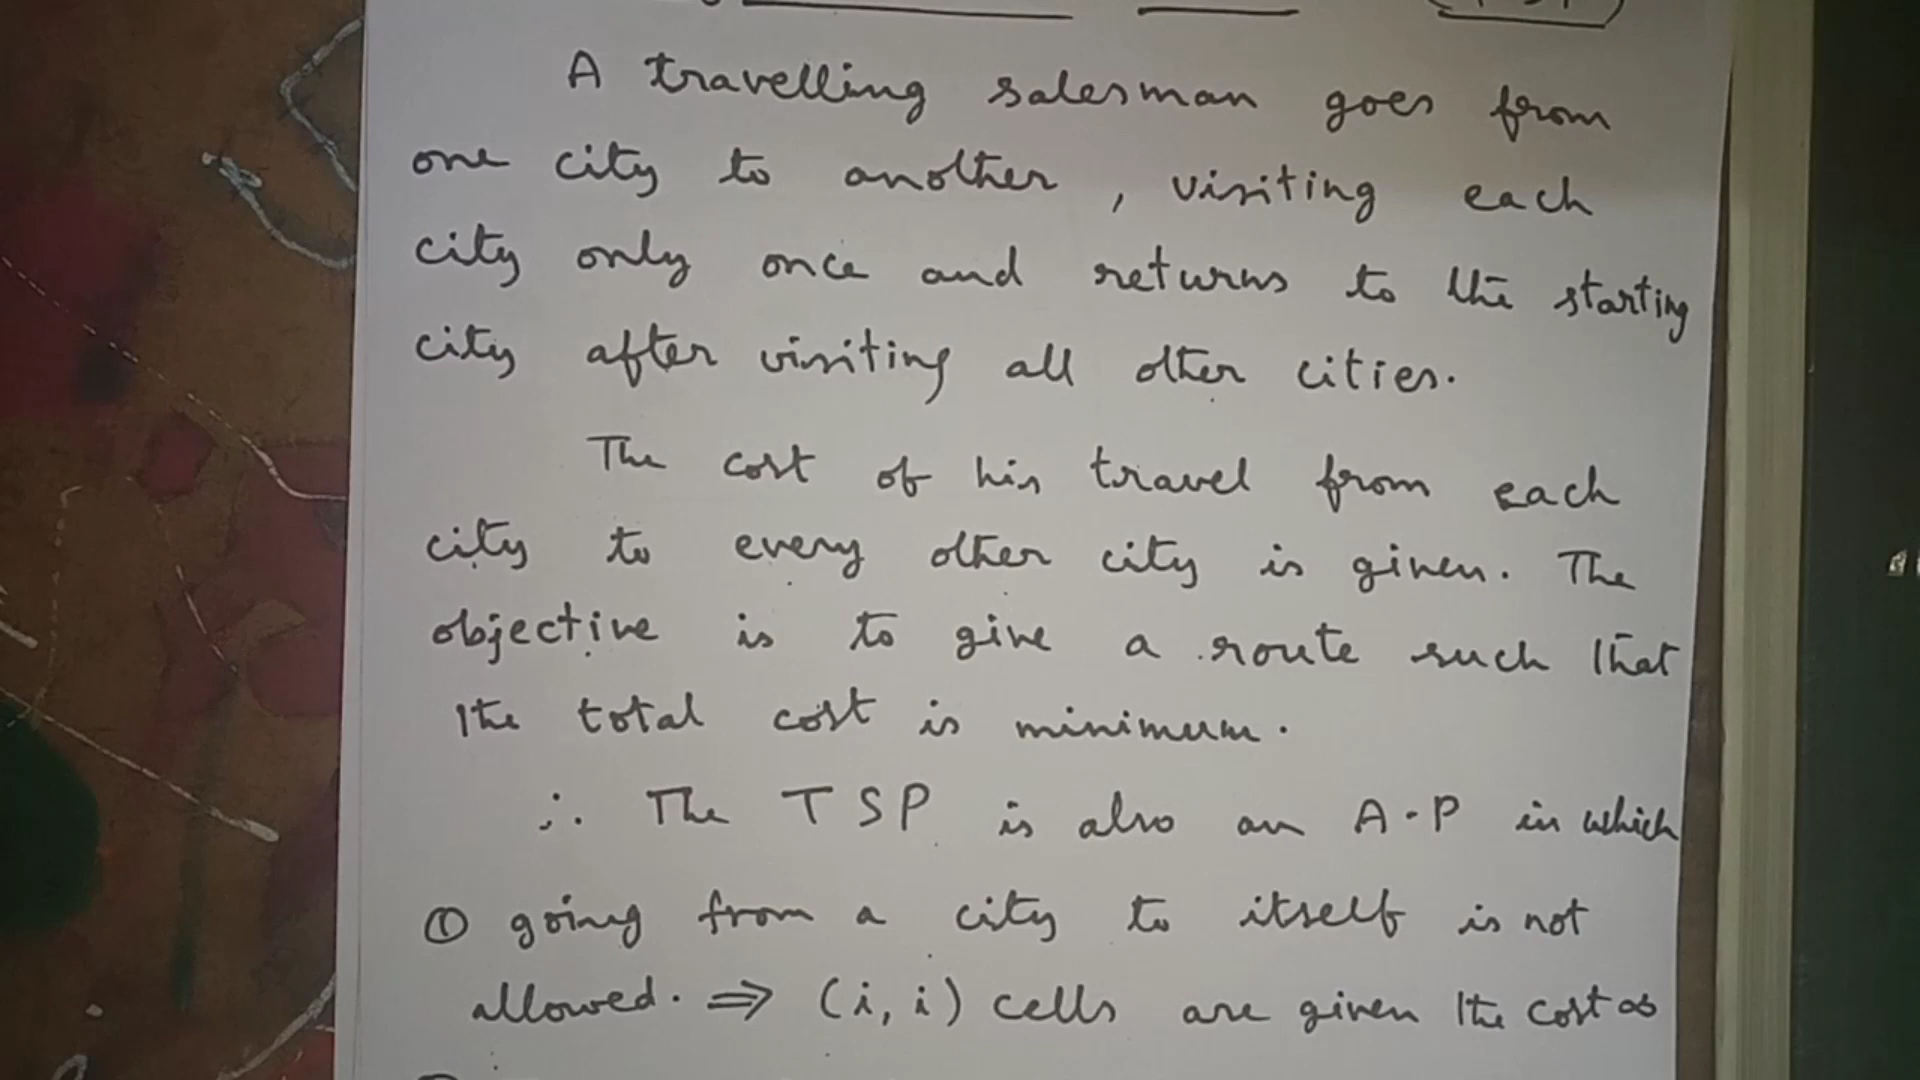 A travelling salesman goes from
one city to another, visiting each
city only once and returns to the starting
city after visiting all other cities.
The cost of his travel from each
city to every other city is given. The
objective is to give a route such that
the total cost is minimum.
∴ The TSP is also an A-P in which
① going from a city to itself is not
allowed. ⇒ (i, i) cells are given the cost ∞